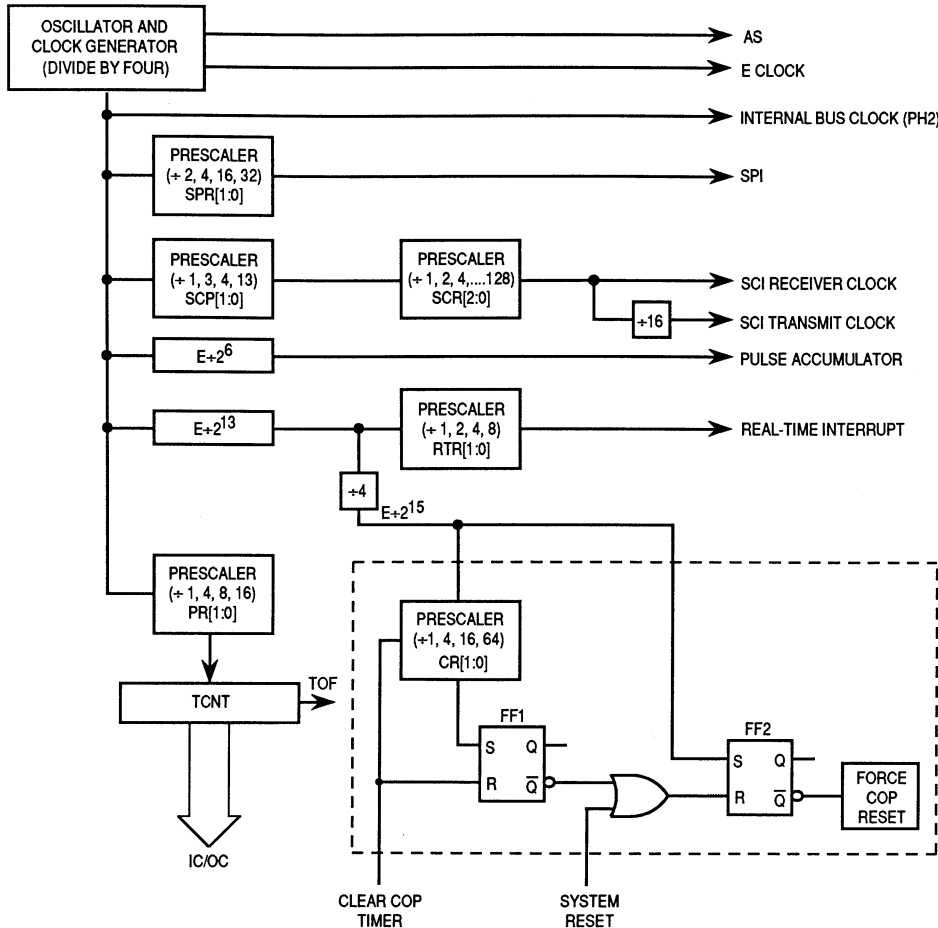 OSCILLATOR AND
CLOCK GENERATOR
(DIVIDE BY FOUR)
AS
E CLOCK
INTERNAL BUS CLOCK (PH2)
PRESCALER
(÷ 2, 4, 16, 32)
SPR[1:0]
SPI
PRESCALER
(÷ 1, 3, 4, 13)
SCP[1:0]
PRESCALER
(÷ 1, 2, 4,....128)
SCR[2:0]
SCI RECEIVER CLOCK
÷16
SCI TRANSMIT CLOCK
E÷2⁶
PULSE ACCUMULATOR
E÷2¹³
PRESCALER
(÷ 1, 2, 4, 8)
RTR[1:0]
REAL-TIME INTERRUPT
÷4
E÷2¹⁵
PRESCALER
(÷ 1, 4, 8, 16)
PR[1:0]
PRESCALER
(÷1, 4, 16, 64)
CR[1:0]
TCNT
TOF
FF1
S Q
R Q̅
FF2
S Q
R Q̅
FORCE
COP
RESET
IC/OC
CLEAR COP
TIMER
SYSTEM
RESET